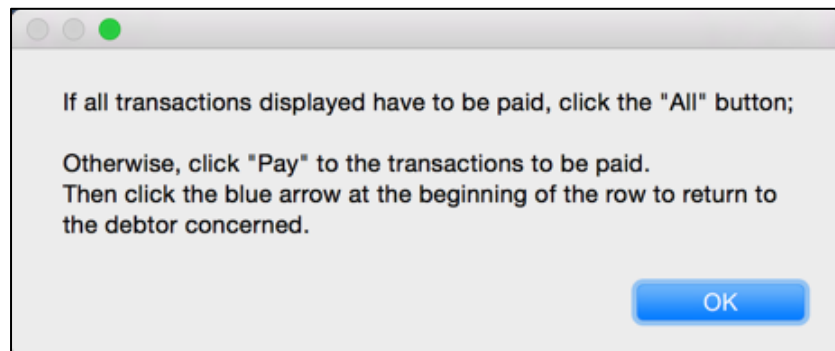 If all transactions displayed have to be paid, click the "All" button;
Otherwise, click "Pay" to the transactions to be paid.
Then click the blue arrow at the beginning of the row to return to
the debtor concerned.
OK